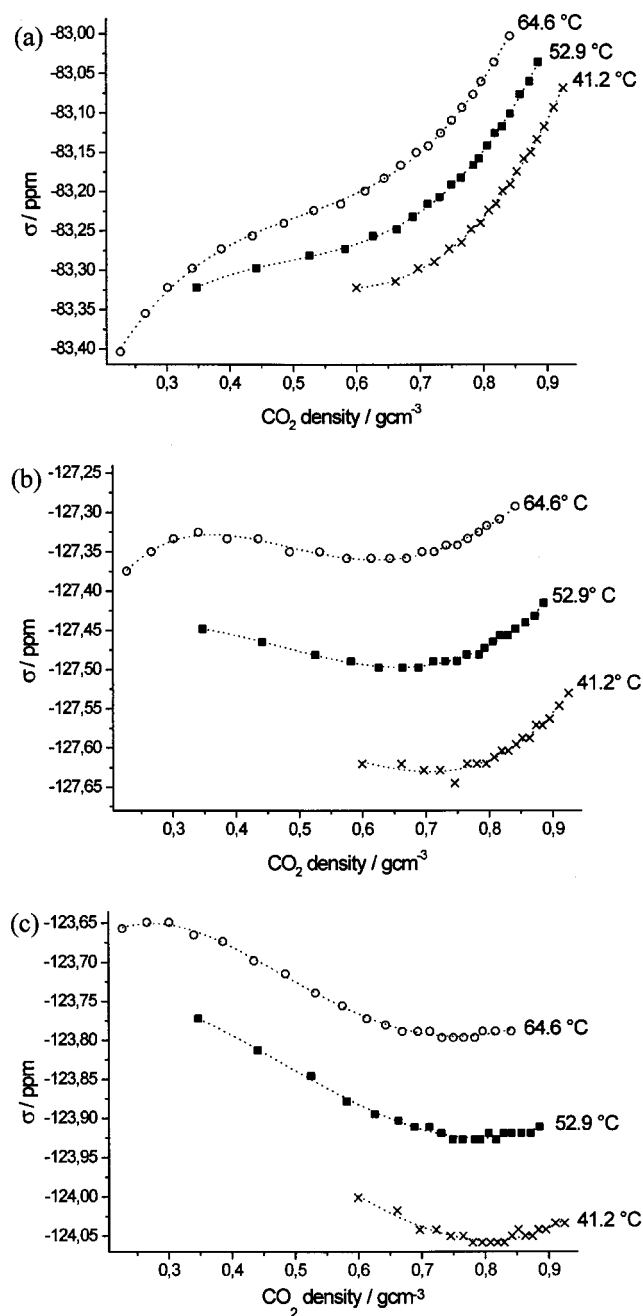 (a)
64.6 °C
52.9 °C
41.2 °C
-83,00
-83,05
-83,10
-83,15
-83,20
-83,25
-83,30
-83,35
-83,40
σ / ppm
0,3 0,4 0,5 0,6 0,7 0,8 0,9
CO2 density / gcm-3
(b)
-127,25
-127,30
-127,35
-127,40
-127,45
-127,50
-127,55
-127,60
-127,65
σ / ppm
64.6° C
52.9° C
41.2° C
0,3 0,4 0,5 0,6 0,7 0,8 0,9
CO2 density / gcm-3
(c)
-123,65
-123,70
-123,75
-123,80
-123,85
-123,90
-123,95
-124,00
-124,05
σ / ppm
64.6 °C
52.9 °C
41.2 °C
0,2 0,3 0,4 0,5 0,6 0,7 0,8 0,9
CO density / gcm-3